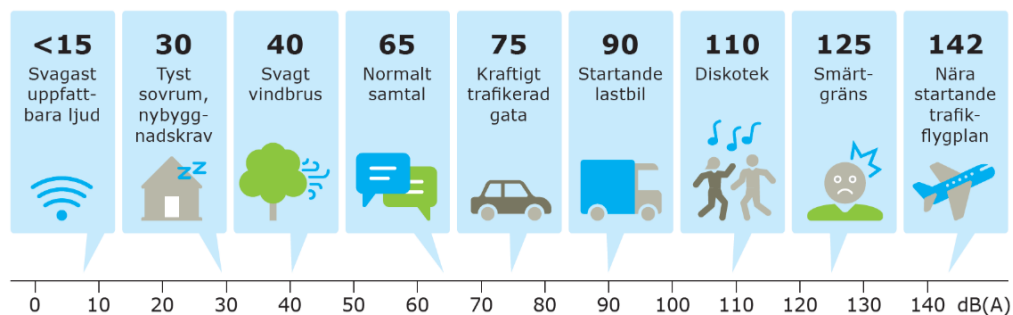 <15
Svagast
uppfatt-
bara ljud
30
Tyst
sovrum,
nybygg-
nadskrav
zz
40
Svagt
vindbrus
65
Normalt
samtal
75
Kraftigt
trafikerad
gata
90
Startande
lastbil
110
Diskotek
125
Smärt-
gräns
142
Nära
startande
trafik-
flygplan
0 10 20 30 40 50 60 70 80 90 100 110 120 130 140 dB(A)